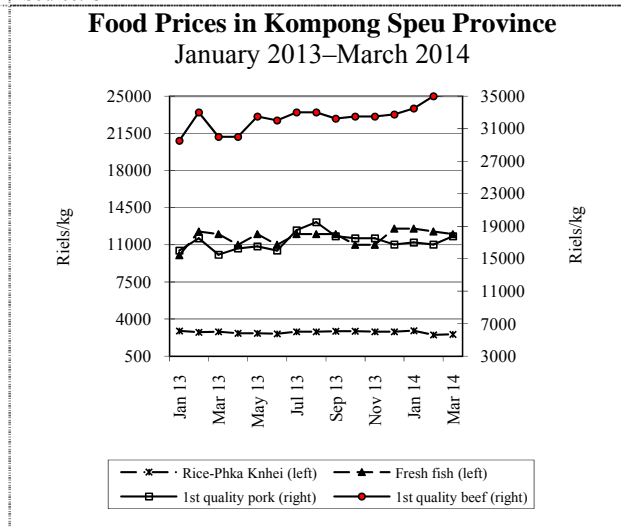 Food Prices in Kompong Speu Province
January 2013–March 2014
25000
21500
18000
14500
11000
7500
4000
500
Riels/kg
35000
31000
27000
23000
19000
15000
11000
7000
3000
Riels/kg
Jan 13
Mar 13
May 13
Jul 13
Sep 13
Nov 13
Jan 14
Mar 14
Rice-Phka Knhei (left)
Fresh fish (left)
1st quality pork (right)
1st quality beef (right)